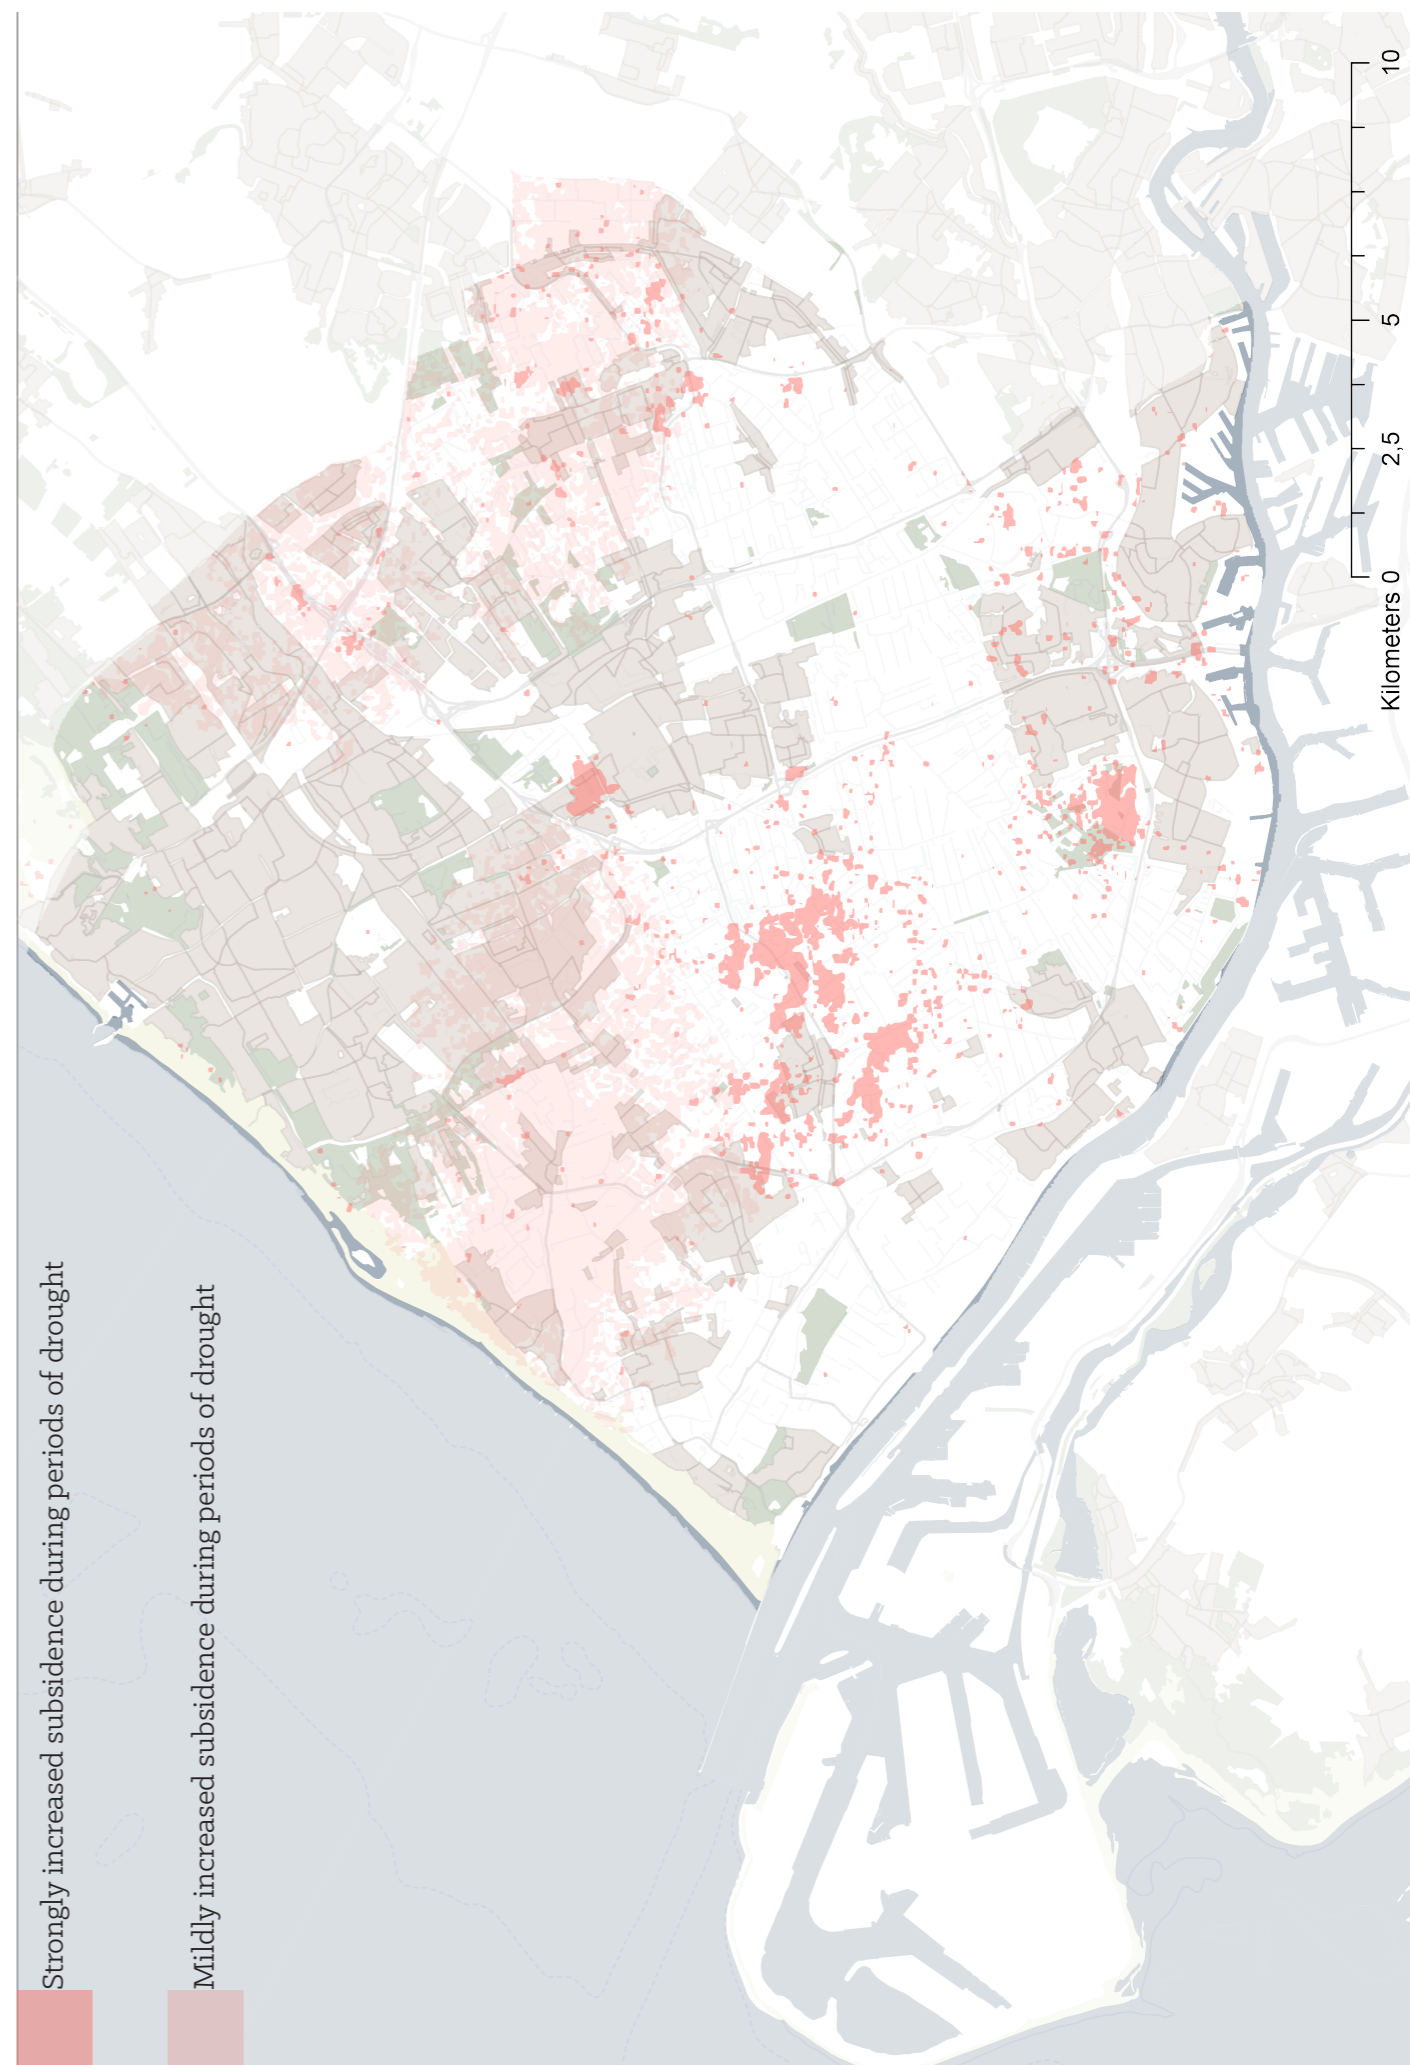 Strongly increased subsidence during periods of drought
Mildly increased subsidence during periods of drought
Kilometers 0 2,5 5 10